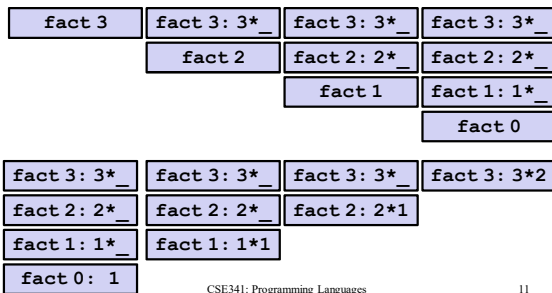 fact 3 fact 3: 3*_ fact 3: 3*_ fact 3: 3*_
fact 2 fact 2: 2*_ fact 2: 2*_
fact 1 fact 1: 1*_
fact 0
fact 3: 3*_ fact 3: 3*_ fact 3: 3*_ fact 3: 3*2
fact 2: 2*_ fact 2: 2*_ fact 2: 2*1
fact 1: 1*_ fact 1: 1*1
fact 0: 1
CSE341: Programming Languages 11